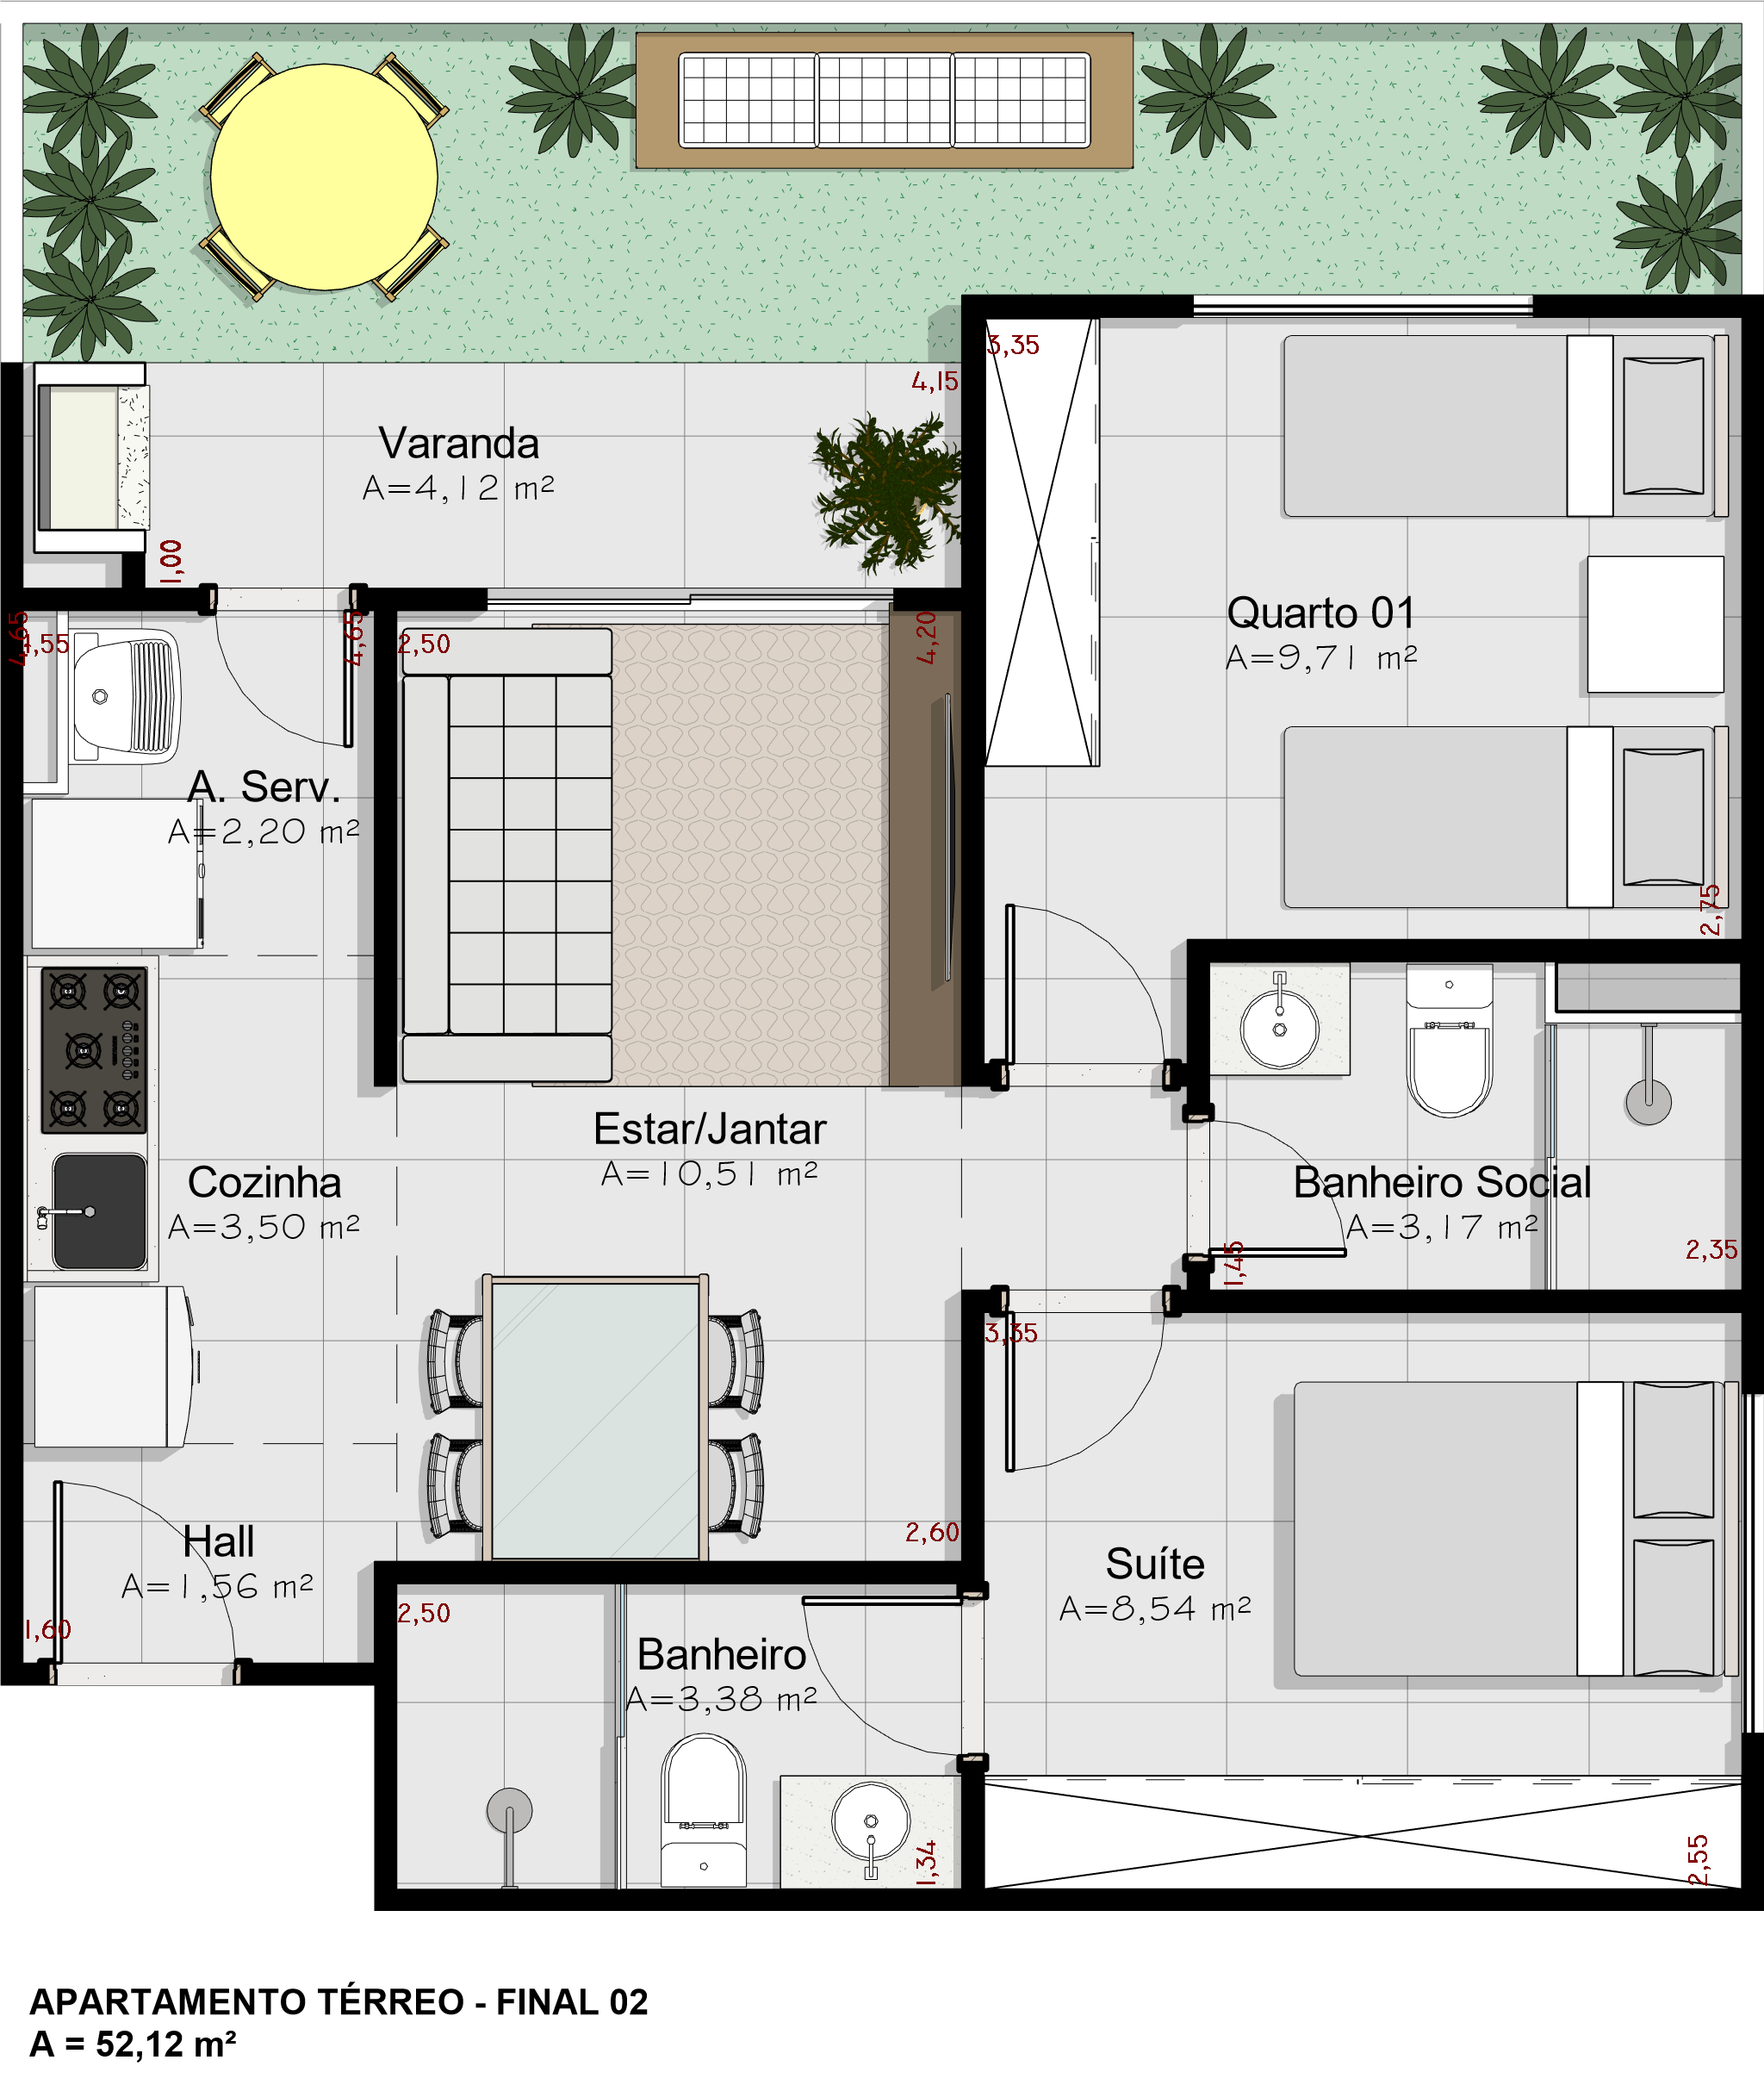 3,35
4,15
Varanda
A=4,12 m²
1,00
Quarto 01
A=9,71 m²
4,65
4,55
4,65
2,50
4,20
A. Serv.
A=2,20 m²
2,75
Estar/Jantar
A=10,51 m²
Cozinha
A=3,50 m²
Banheiro Social
A=3,17 m²
1,45
2,35
3,35
2,60
Hall
A=1,56 m²
1,60
Suíte
A=8,54 m²
2,50
Banheiro
A=3,38 m²
1,34
2,55
APARTAMENTO TÉRREO - FINAL 02
A = 52,12 m²